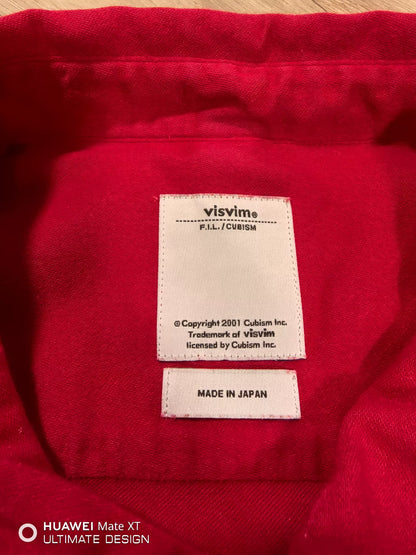 visvim®
F.I.L./CUBISM
©Copyright 2001 Cubism Inc.
Trademark of visvim
licensed by Cubism Inc.
MADE IN JAPAN
HUAWEI Mate XT
ULTIMATE DESIGN